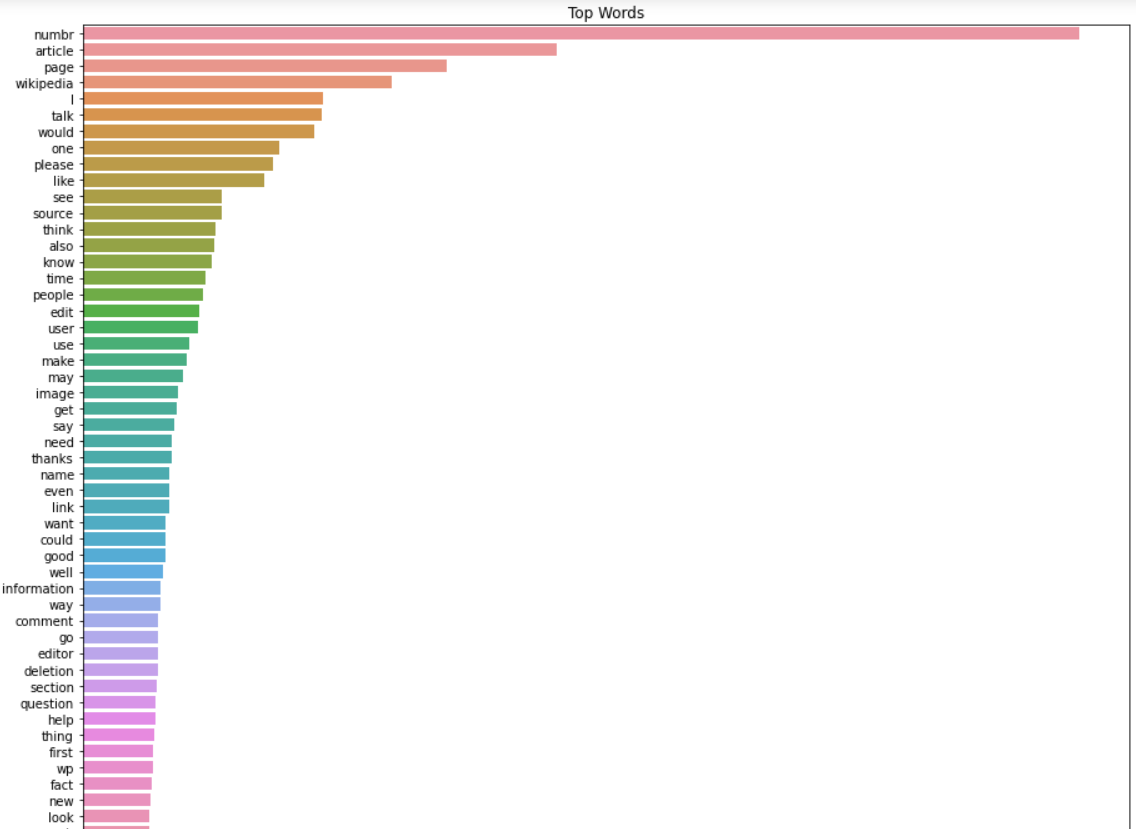 Top Words
numbr
article
page
wikipedia
I
talk
would
one
please
like
see
source
think
also
know
time
people
edit
user
use
make
may
image
get
say
need
thanks
name
even
link
want
could
good
well
information
way
comment
go
editor
deletion
section
question
help
thing
first
wp
fact
new
look